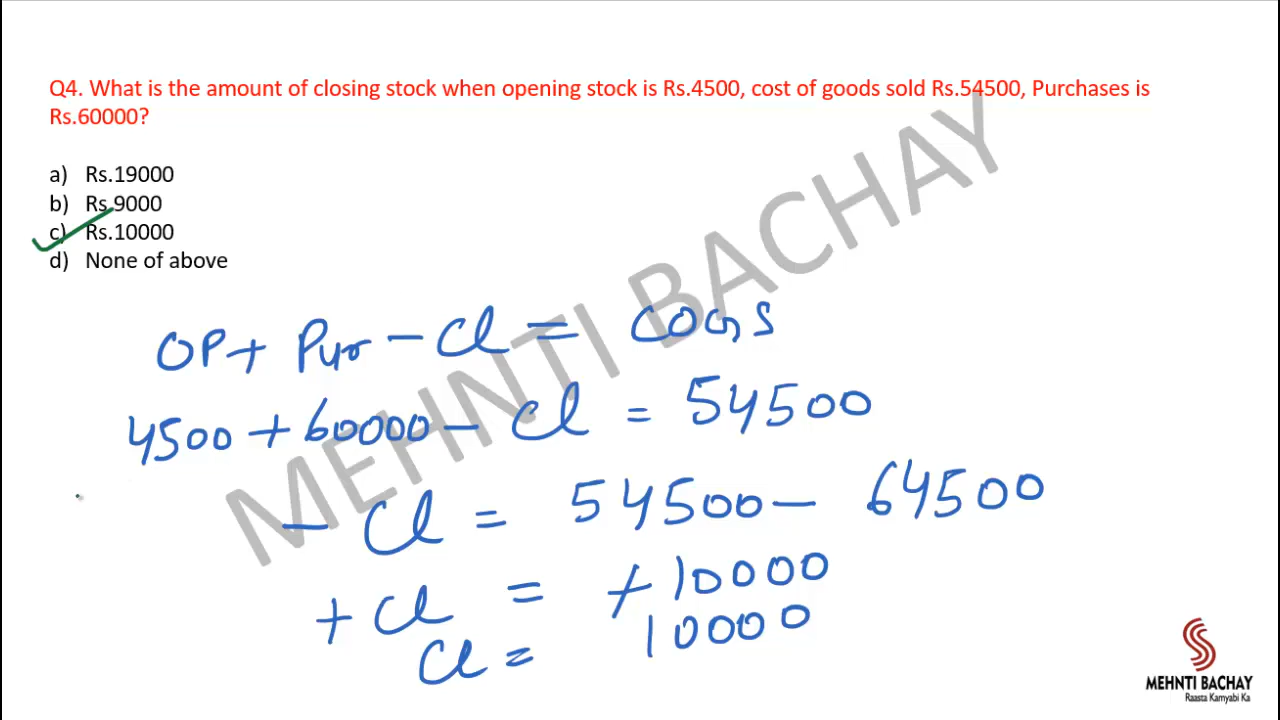 Q4. What is the amount of closing stock when opening stock is Rs.4500, cost of goods sold Rs.54500, Purchases is
Rs.60000?
a) Rs.19000
b) Rs.9000
c) Rs.10000
d) None of above
MEHNTI BACHAY
OP + Pur - Cl = COGS
4500 + 60000 - Cl = 54500
- Cl = 54500 - 64500
+ Cl = + 10000
Cl = 10000
MEHNTI BACHAY
Raasta Kamyabi Ka